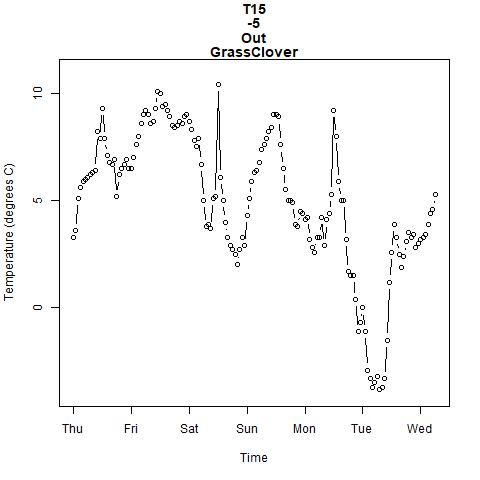 T15
-5
Out
GrassClover
Temperature (degrees C)
10
5
0
Thu Fri Sat Sun Mon Tue Wed
Time